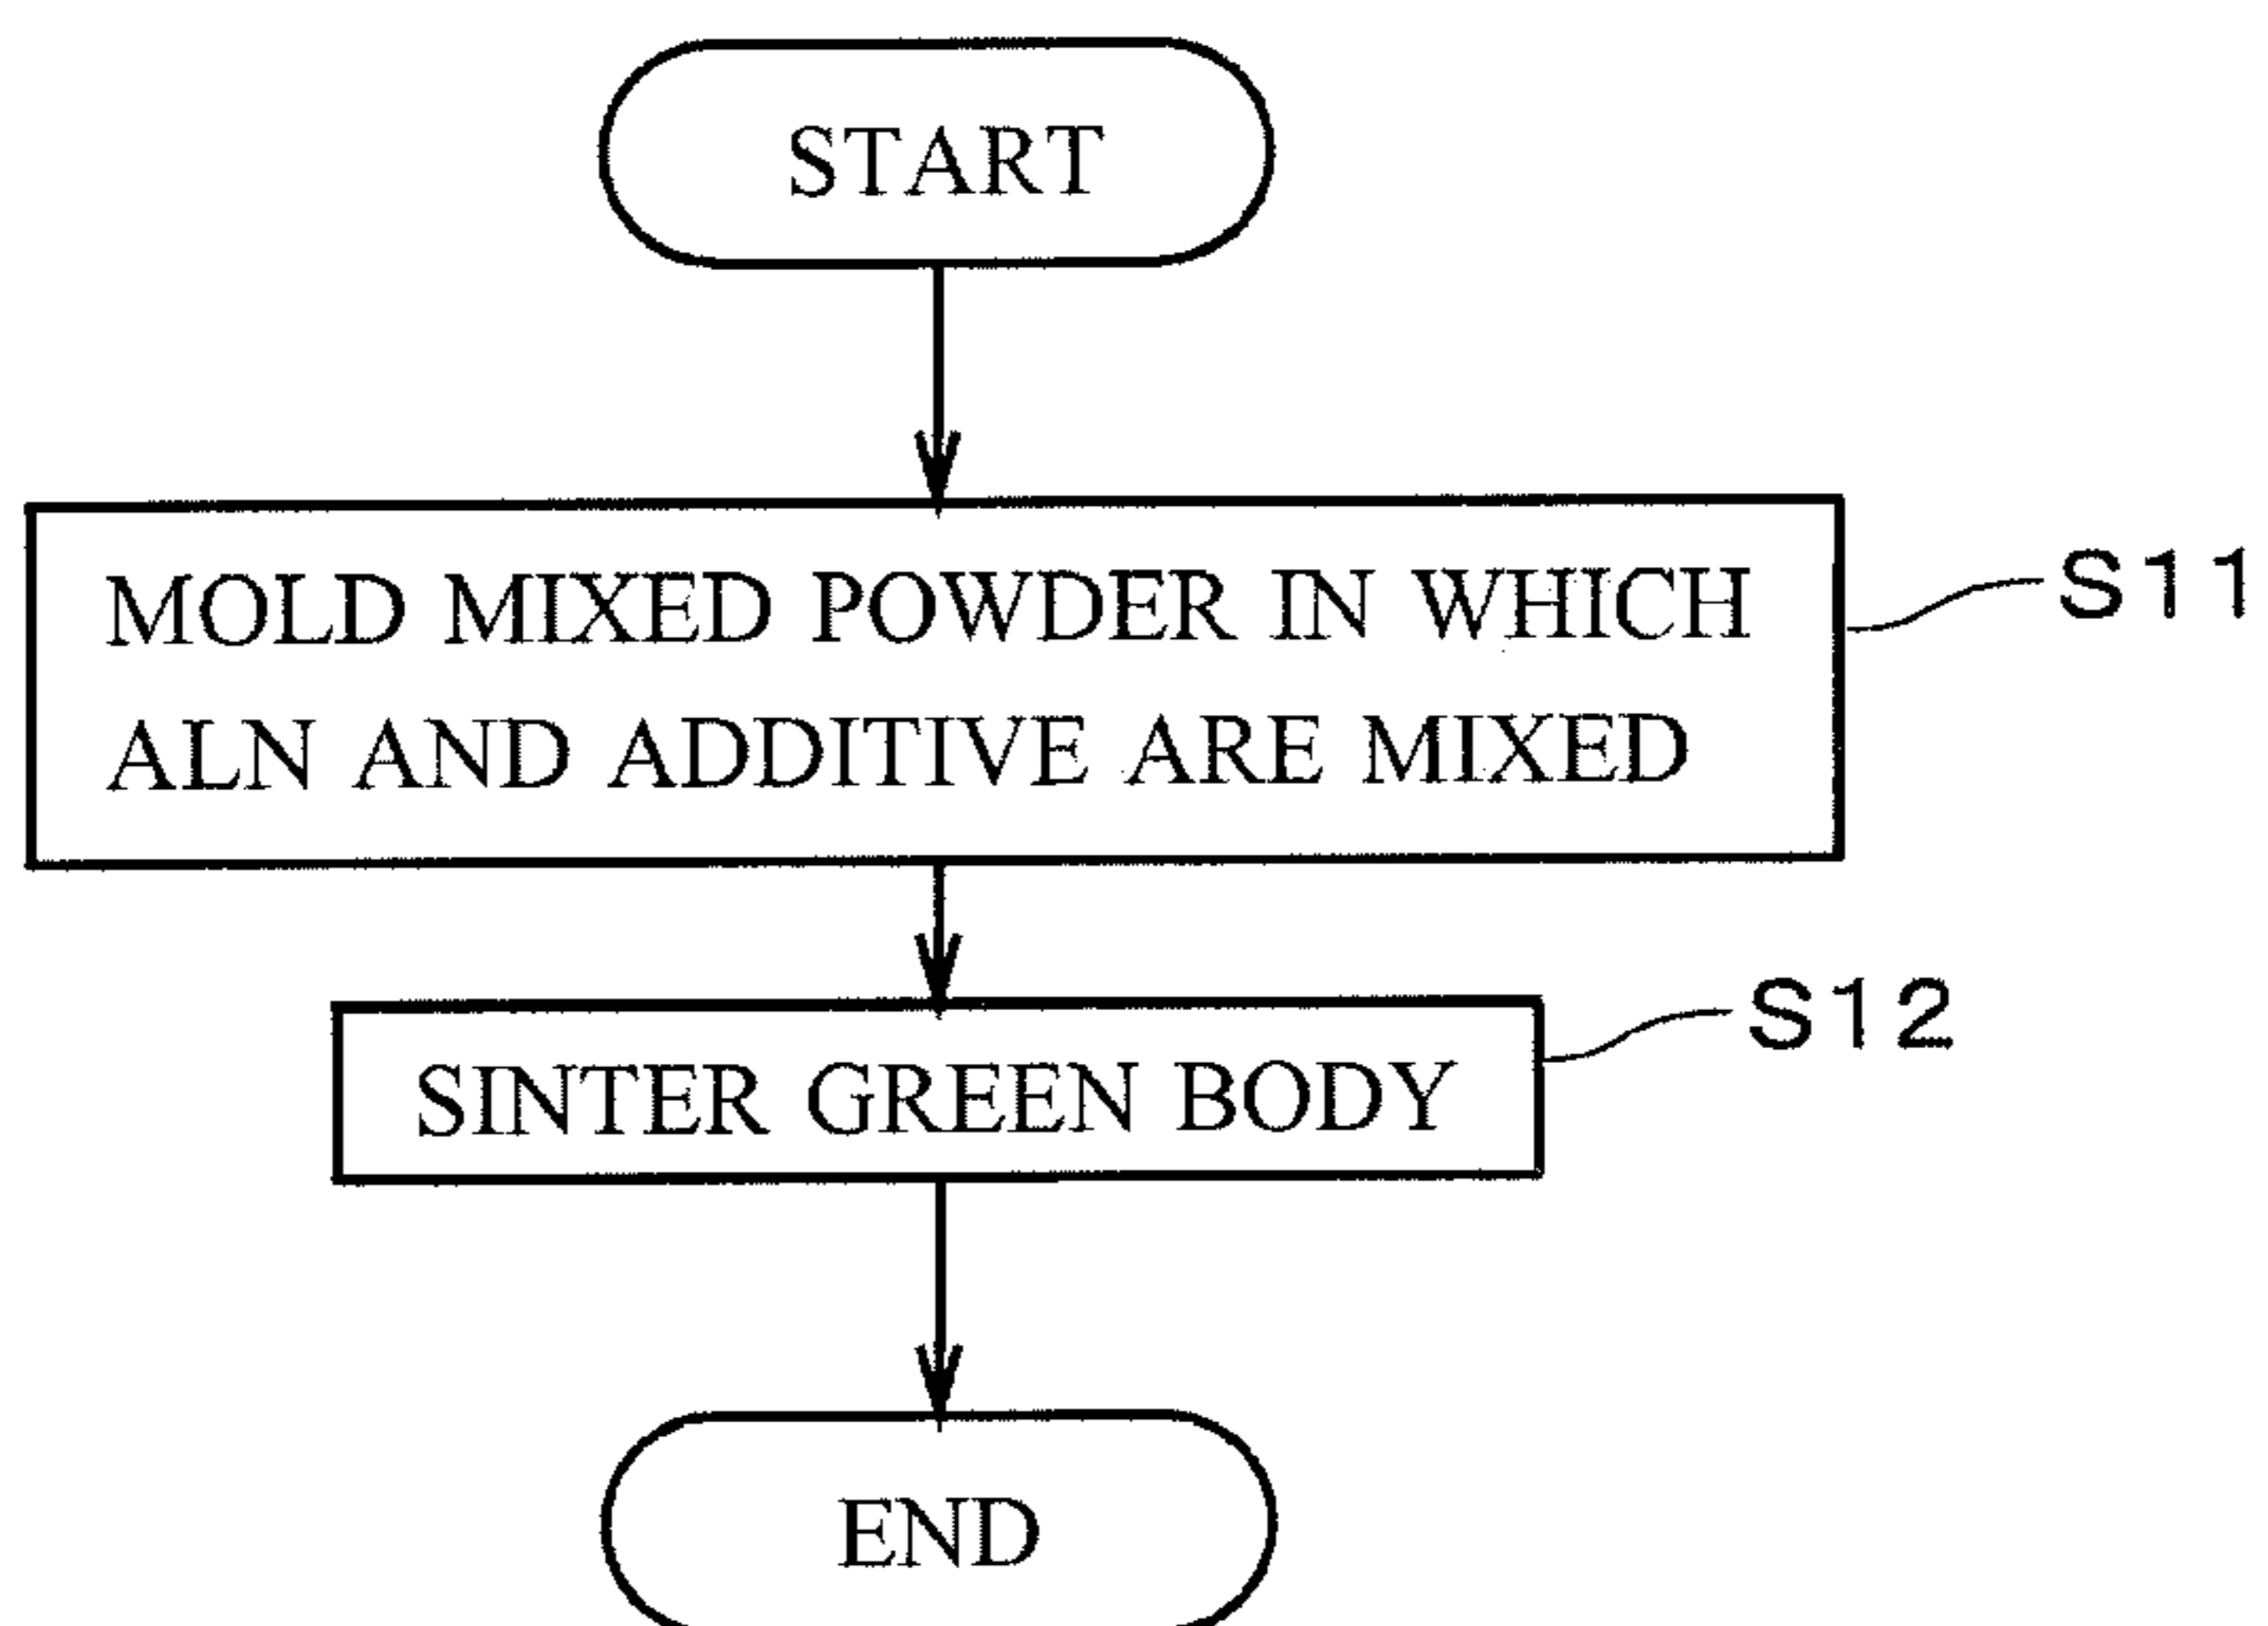 START
MOLD MIXED POWDER IN WHICH
ALN AND ADDITIVE ARE MIXED
S11
SINTER GREEN BODY
S12
END